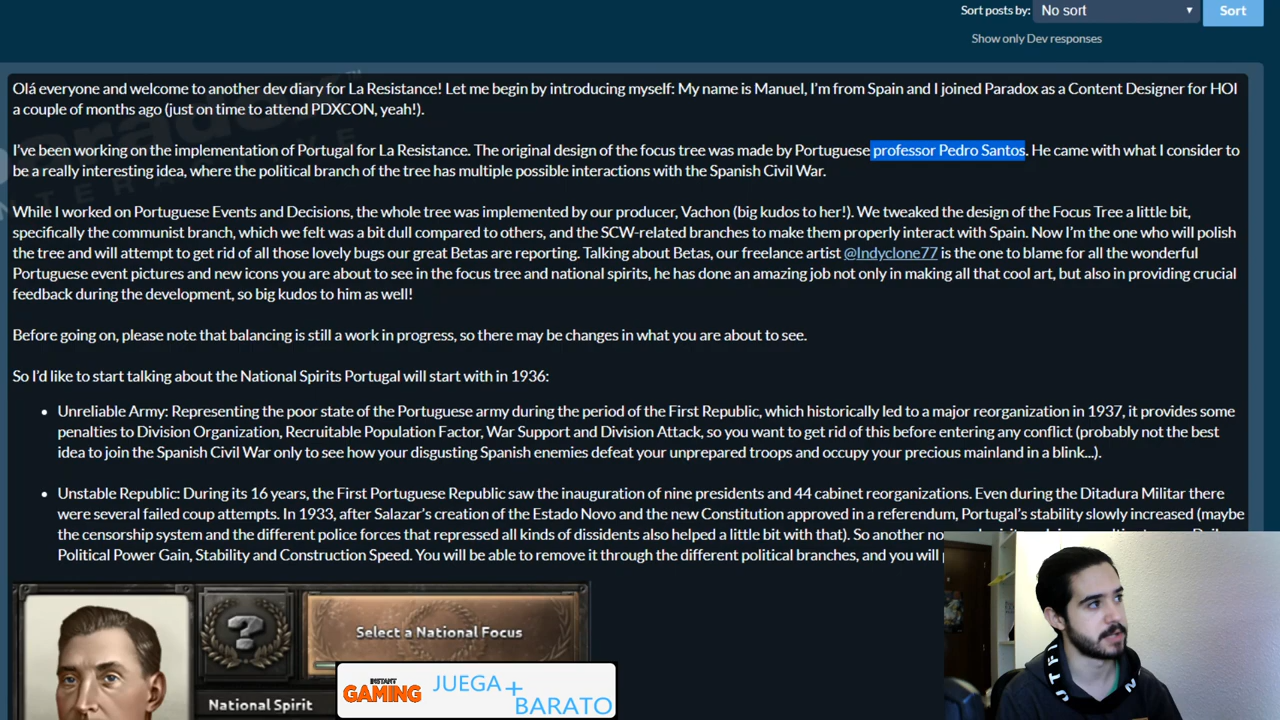 Sort posts by:
No sort
Sort
Show only Dev responses
Olá everyone and welcome to another dev diary for La Resistance! Let me begin by introducing myself: My name is Manuel, I'm from Spain and I joined Paradox as a Content Designer for HOI
a couple of months ago (just on time to attend PDXCON, yeah!).
I've been working on the implementation of Portugal for La Resistance. The original design of the focus tree was made by Portuguese professor Pedro Santos. He came with what I consider to
be a really interesting idea, where the political branch of the tree has multiple possible interactions with the Spanish Civil War.
While I worked on Portuguese Events and Decisions, the whole tree was implemented by our producer, Vachon (big kudos to her!). We tweaked the design of the Focus Tree a little bit,
specifically the communist branch, which we felt was a bit dull compared to others, and the SCW-related branches to make them properly interact with Spain. Now I'm the one who will polish
the tree and will attempt to get rid of all those lovely bugs our great Betas are reporting. Talking about Betas, our freelance artist @Indyclone77 is the one to blame for all the wonderful
Portuguese event pictures and new icons you are about to see in the focus tree and national spirits, he has done an amazing job not only in making all that cool art, but also in providing crucial
feedback during the development, so big kudos to him as well!
Before going on, please note that balancing is still a work in progress, so there may be changes in what you are about to see.
So I'd like to start talking about the National Spirits Portugal will start with in 1936:
• Unreliable Army: Representing the poor state of the Portuguese army during the period of the First Republic, which historically led to a major reorganization in 1937, it provides some
penalties to Division Organization, Recruitable Population Factor, War Support and Division Attack, so you want to get rid of this before entering any conflict (probably not the best
idea to join the Spanish Civil War only to see how your disgusting Spanish enemies defeat your unprepared troops and occupy your precious mainland in a blink...).
• Unstable Republic: During its 16 years, the First Portuguese Republic saw the inauguration of nine presidents and 44 cabinet reorganizations. Even during the Ditadura Militar there
were several failed coup attempts. In 1933, after Salazar's creation of the Estado Novo and the new Constitution approved in a referendum, Portugal's stability slowly increased (maybe
the censorship system and the different police forces that repressed all kinds of dissidents also helped a little bit with that). So another
Political Power Gain, Stability and Construction Speed. You will be able to remove it through the different political branches, and you will
Select a National Focus
National Spirit
INSTANT
GAMING
JUEGA+
BARATO